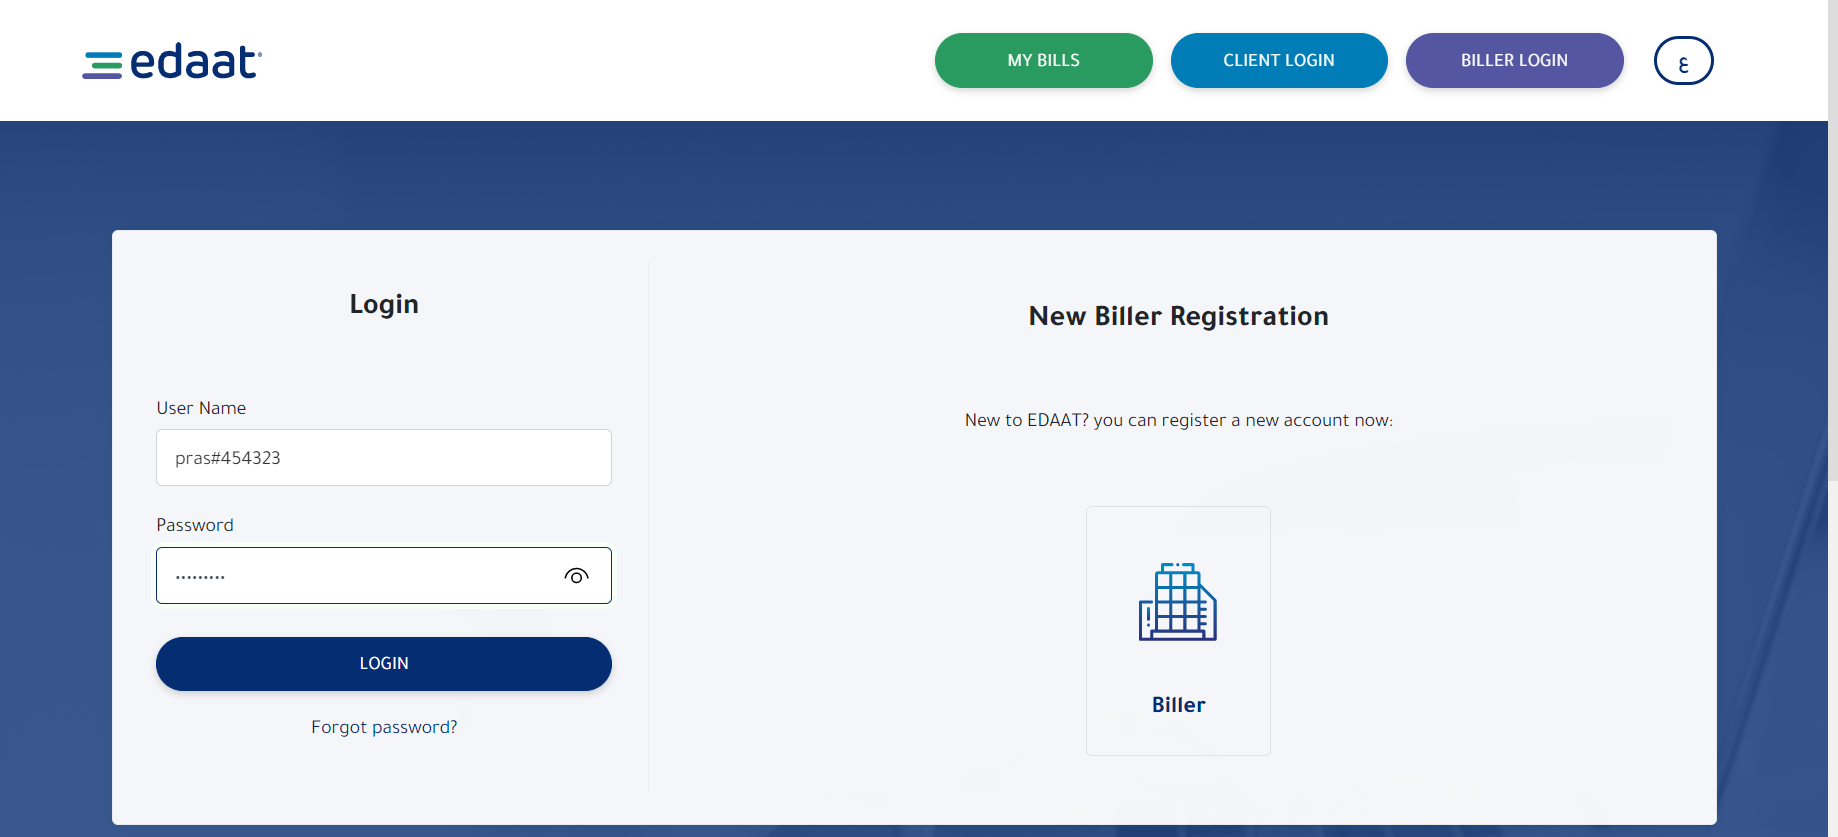 edaat
MY BILLS
CLIENT LOGIN
BILLER LOGIN
ع
Login
User Name
pras#454323
Password
•••••••••
LOGIN
Forgot password?
New Biller Registration
New to EDAAT? you can register a new account now:
Biller